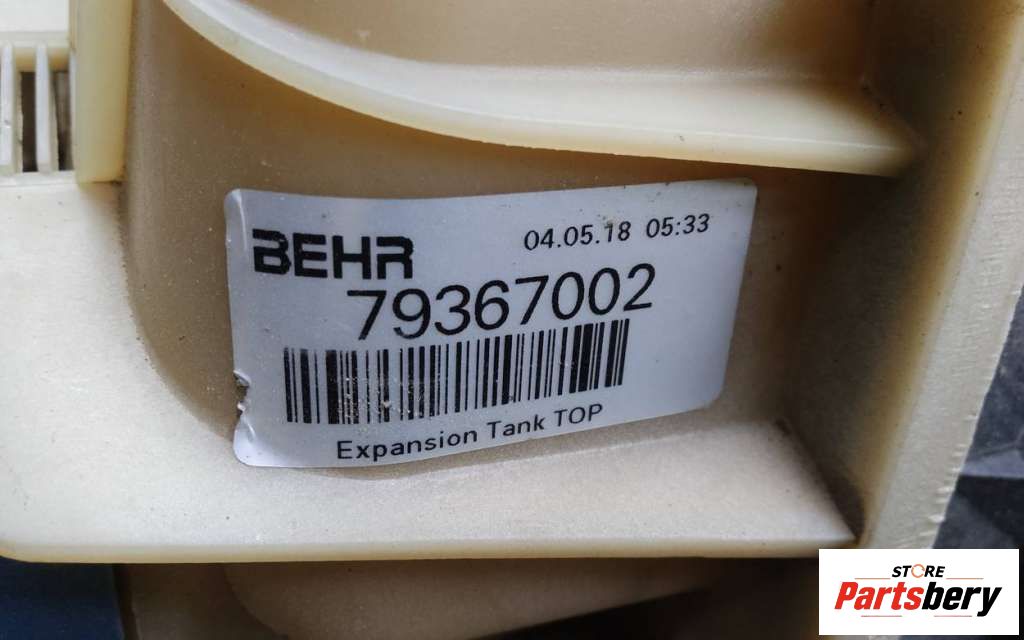 BEHR
04.05.18 05:33
79367002
Expansion Tank TOP
STORE
Partsbery